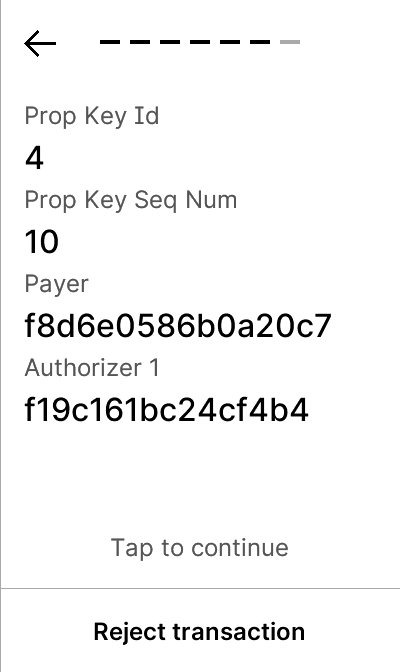 Prop Key Id
4
Prop Key Seq Num
10
Payer
f8d6e0586b0a20c7
Authorizer 1
f19c161bc24cf4b4
Tap to continue
Reject transaction